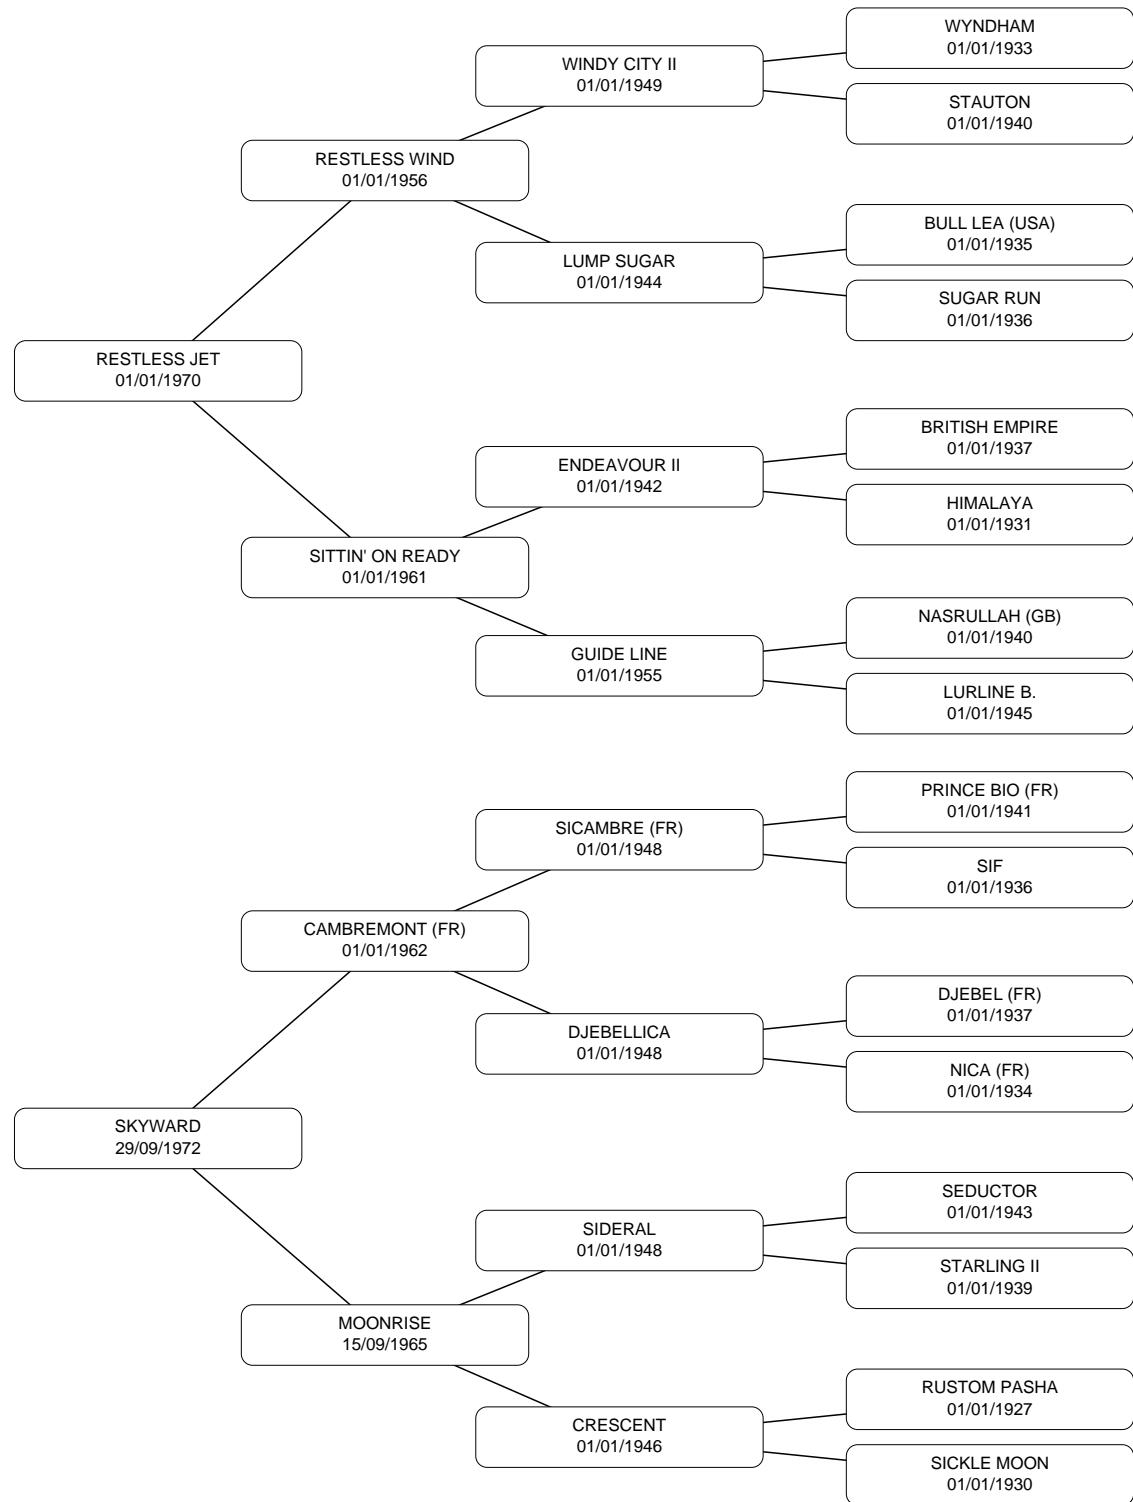 WYNDHAM
01/01/1933
WINDY CITY II
01/01/1949
STAUTON
01/01/1940
RESTLESS WIND
01/01/1956
BULL LEA (USA)
01/01/1935
LUMP SUGAR
01/01/1944
SUGAR RUN
01/01/1936
RESTLESS JET
01/01/1970
BRITISH EMPIRE
01/01/1937
ENDEAVOUR II
01/01/1942
HIMALAYA
01/01/1931
SITTIN' ON READY
01/01/1961
NASRULLAH (GB)
01/01/1940
GUIDE LINE
01/01/1955
LURLINE B.
01/01/1945
PRINCE BIO (FR)
01/01/1941
SICAMBRE (FR)
01/01/1948
SIF
01/01/1936
CAMBREMONT (FR)
01/01/1962
DJEBEL (FR)
01/01/1937
DJEBELLICA
01/01/1948
NICA (FR)
01/01/1934
SKYWARD
29/09/1972
SEDUCTOR
01/01/1943
SIDERAL
01/01/1948
STARLING II
01/01/1939
MOONRISE
15/09/1965
RUSTOM PASHA
01/01/1927
CRESCENT
01/01/1946
SICKLE MOON
01/01/1930